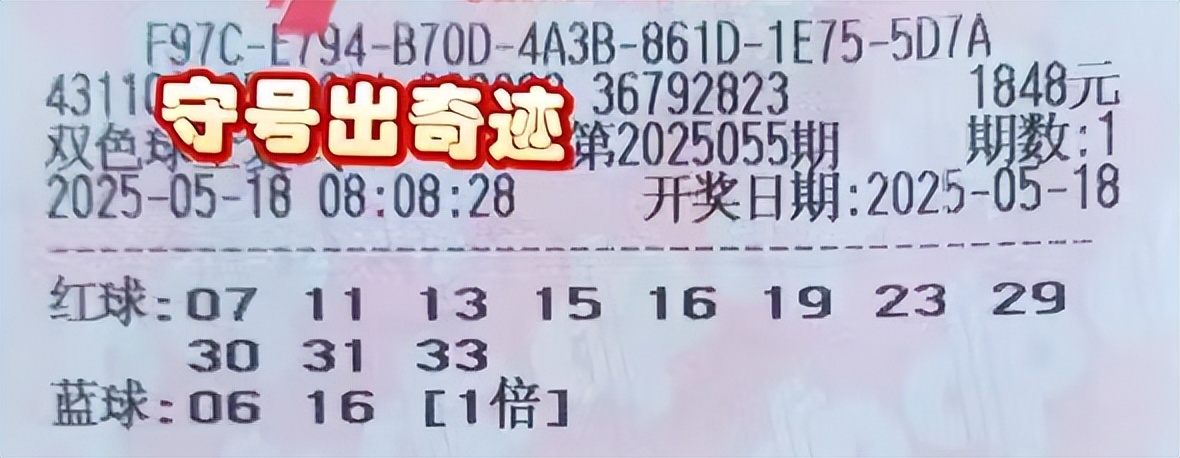 F97C-E794-B70D-4A3B-861D-1E75-5D7A
43110 36792823 1848元
守号出奇迹
双色球 第2025055期 期数:1
2025-05-18 08:08:28 开奖日期:2025-05-18
红球:07 11 13 15 16 19 23 29
30 31 33
蓝球:06 16 [1倍]